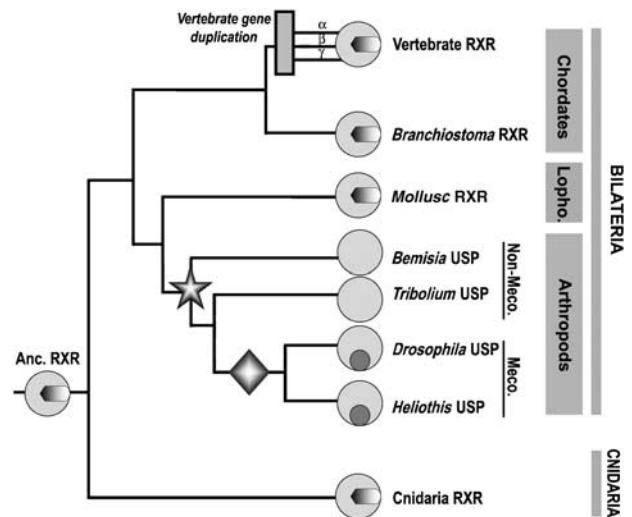 Vertebrate gene
duplication
α
β
γ
Vertebrate RXR
Branchiostoma RXR
Mollusc RXR
Bemisia USP
Tribolium USP
Drosophila USP
Heliothis USP
Anc. RXR
Cnidaria RXR
Non-Meco.
Meco.
Chordates
Lopho.
Arthropods
BILATERIA
CNIDARIA